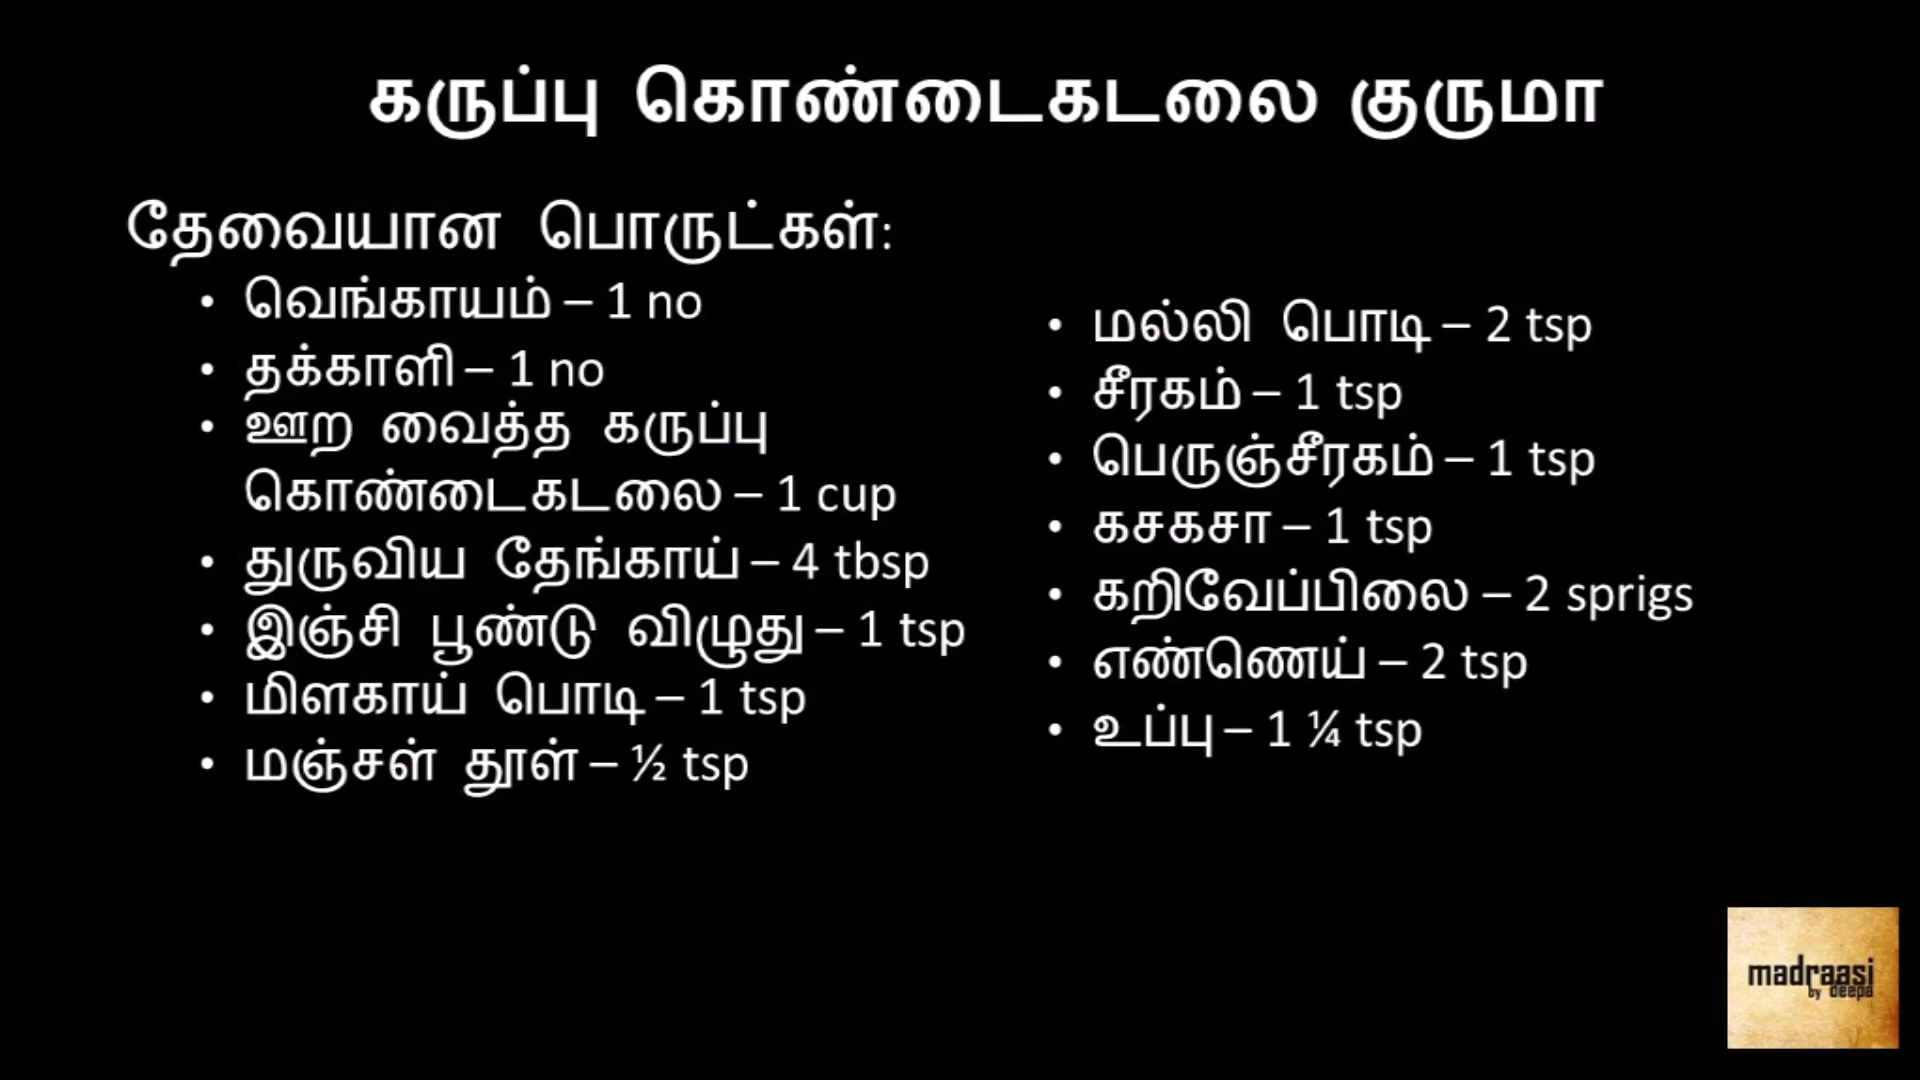 கருப்பு கொண்டைகடலை குருமா
தேவையான பொருட்கள்:
• வெங்காயம் – 1 no
• தக்காளி – 1 no
• ஊற வைத்த கருப்பு
கொண்டைகடலை – 1 cup
• துருவிய தேங்காய் – 4 tbsp
• இஞ்சி பூண்டு விழுது – 1 tsp
• மிளகாய் பொடி – 1 tsp
• மஞ்சள் தூள் – ½ tsp
• மல்லி பொடி – 2 tsp
• சீரகம் – 1 tsp
• பெருஞ்சீரகம் – 1 tsp
• கசகசா – 1 tsp
• கறிவேப்பிலை – 2 sprigs
• எண்ணெய் – 2 tsp
• உப்பு – 1 ¼ tsp
madraasi
by deepa